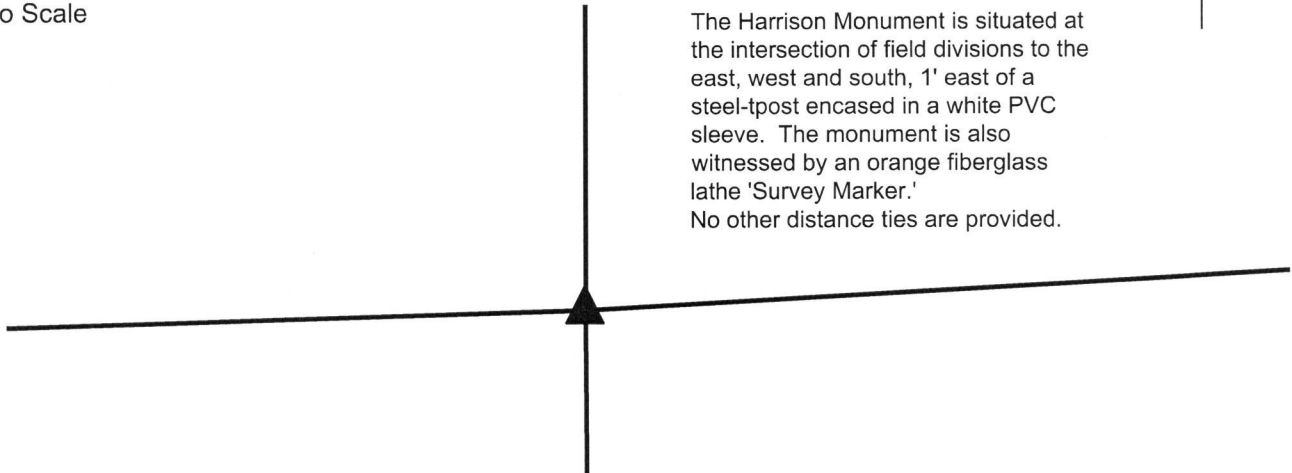 o Scale
The Harrison Monument is situated at
the intersection of field divisions to the
east, west and south, 1' east of a
steel-tpost encased in a white PVC
sleeve. The monument is also
witnessed by an orange fiberglass
lathe 'Survey Marker.'
No other distance ties are provided.